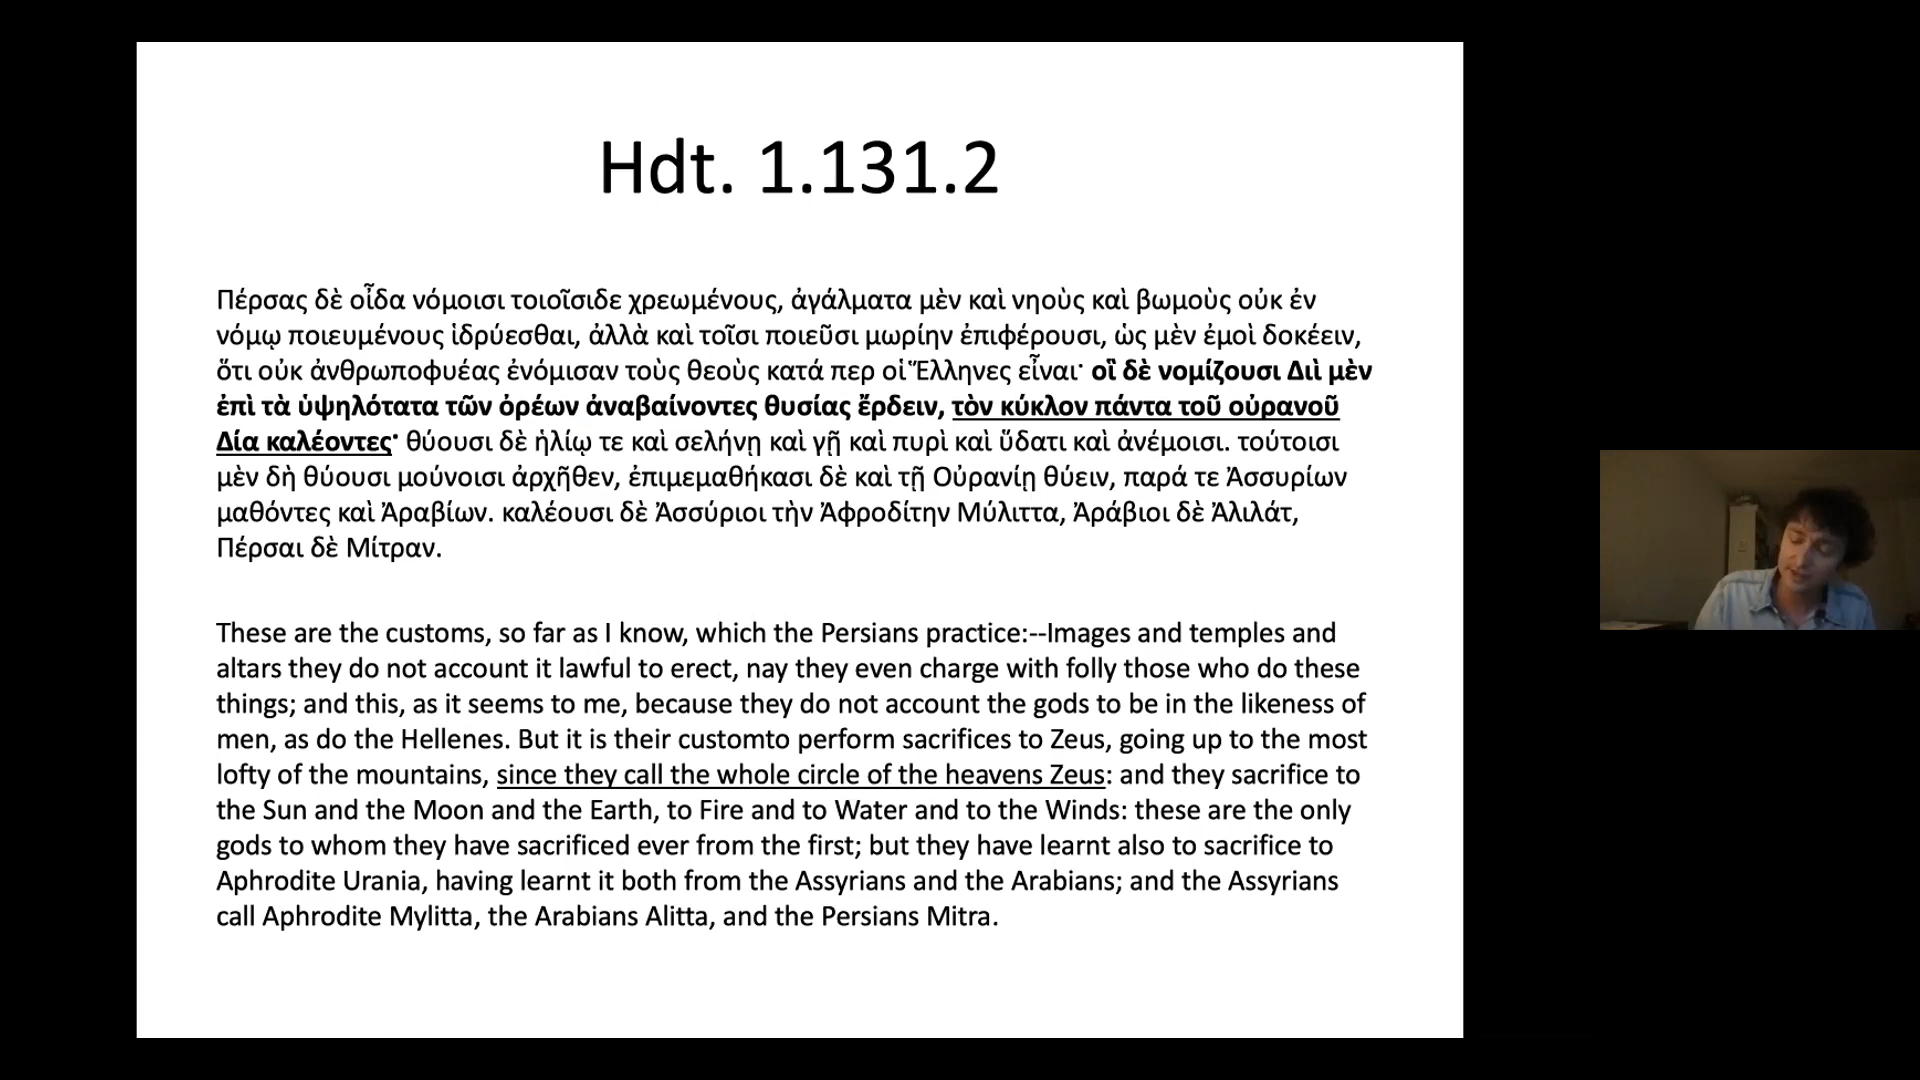 Hdt. 1.131.2
Πέρσας δὲ οἶδα νόμοισι τοιοῖσιδε χρεωμένους, ἀγάλματα μὲν καὶ νηοὺς καὶ βωμοὺς οὐκ ἐν
νόμῳ ποιευμένους ἱδρύεσθαι, ἀλλὰ καὶ τοῖσι ποιεῦσι μωρίην ἐπιφέρουσι, ὡς μὲν ἐμοὶ δοκέειν,
ὅτι οὐκ ἀνθρωποφυέας ἐνόμισαν τοὺς θεοὺς κατά περ οἱ Ἕλληνες εἶναι· οἳ δὲ νομίζουσι Διὶ μὲν
ἐπὶ τὰ ὑψηλότατα τῶν ὀρέων ἀναβαίνοντες θυσίας ἔρδειν, τὸν κύκλον πάντα τοῦ οὐρανοῦ
Δία καλέοντες· θύουσι δὲ ἡλίῳ τε καὶ σελήνῃ καὶ γῇ καὶ πυρὶ καὶ ὕδατι καὶ ἀνέμοισι. τούτοισι
μὲν δὴ θύουσι μούνοισι ἀρχῆθεν, ἐπιμεμαθήκασι δὲ καὶ τῇ Οὐρανίῃ θύειν, παρά τε Ἀσσυρίων
μαθόντες καὶ Ἀραβίων. καλέουσι δὲ Ἀσσύριοι τὴν Ἀφροδίτην Μύλιττα, Ἀράβιοι δὲ Ἀλιλάτ,
Πέρσαι δὲ Μίτραν.
These are the customs, so far as I know, which the Persians practice:--Images and temples and
altars they do not account it lawful to erect, nay they even charge with folly those who do these
things; and this, as it seems to me, because they do not account the gods to be in the likeness of
men, as do the Hellenes. But it is their customto perform sacrifices to Zeus, going up to the most
lofty of the mountains, since they call the whole circle of the heavens Zeus: and they sacrifice to
the Sun and the Moon and the Earth, to Fire and to Water and to the Winds: these are the only
gods to whom they have sacrificed ever from the first; but they have learnt also to sacrifice to
Aphrodite Urania, having learnt it both from the Assyrians and the Arabians; and the Assyrians
call Aphrodite Mylitta, the Arabians Alitta, and the Persians Mitra.